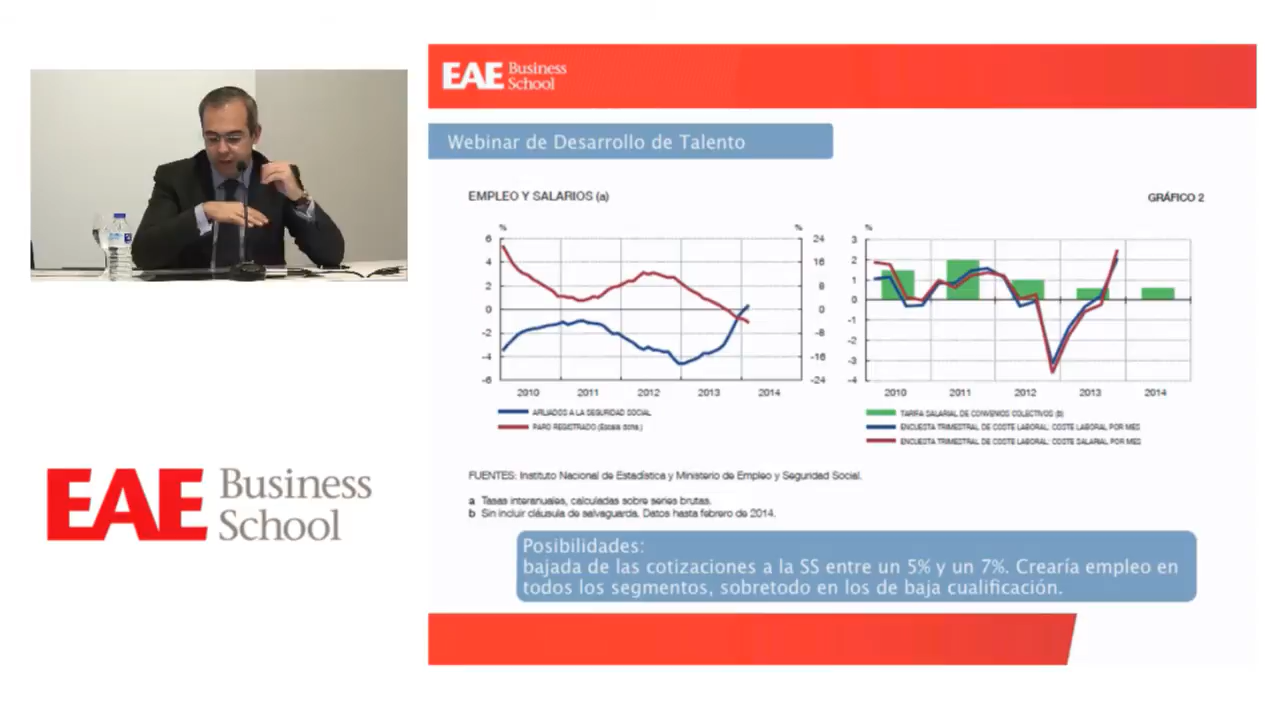 EAE Business
School
Webinar de Desarrollo de Talento
EMPLEO Y SALARIOS (a)
GRÁFICO 2
% %
6 24
4 16
2 8
0 0
-2 -8
-4 -16
-6 -24
2010 2011 2012 2013 2014
AFILIADOS A LA SEGURIDAD SOCIAL
PARO REGISTRADO (Escala dcha.)
%
3
2
1
0
-1
-2
-3
-4
2010 2011 2012 2013 2014
TARIFA SALARIAL DE CONVENIOS COLECTIVOS (b)
ENCUESTA TRIMESTRAL DE COSTE LABORAL: COSTE LABORAL POR MES
ENCUESTA TRIMESTRAL DE COSTE LABORAL: COSTE SALARIAL POR MES
FUENTES: Instituto Nacional de Estadística y Ministerio de Empleo y Seguridad Social.
a Tasas interanuales, calculadas sobre series brutas.
b Sin incluir cláusula de salvaguarda. Datos hasta febrero de 2014.
Posibilidades:
bajada de las cotizaciones a la SS entre un 5% y un 7%. Crearía empleo en
todos los segmentos, sobretodo en los de baja cualificación.
EAE Business
School